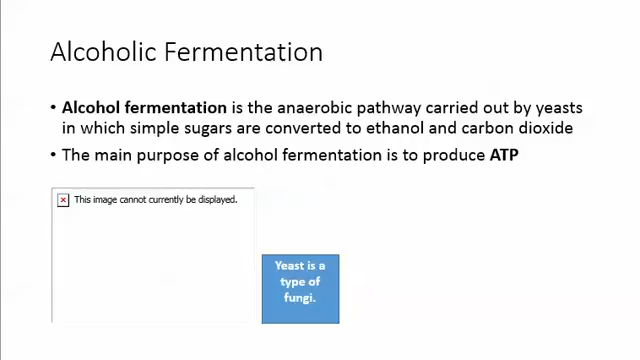 Alcoholic Fermentation
• Alcohol fermentation is the anaerobic pathway carried out by yeasts
in which simple sugars are converted to ethanol and carbon dioxide
• The main purpose of alcohol fermentation is to produce ATP
This image cannot currently be displayed.
Yeast is a
type of
fungi.